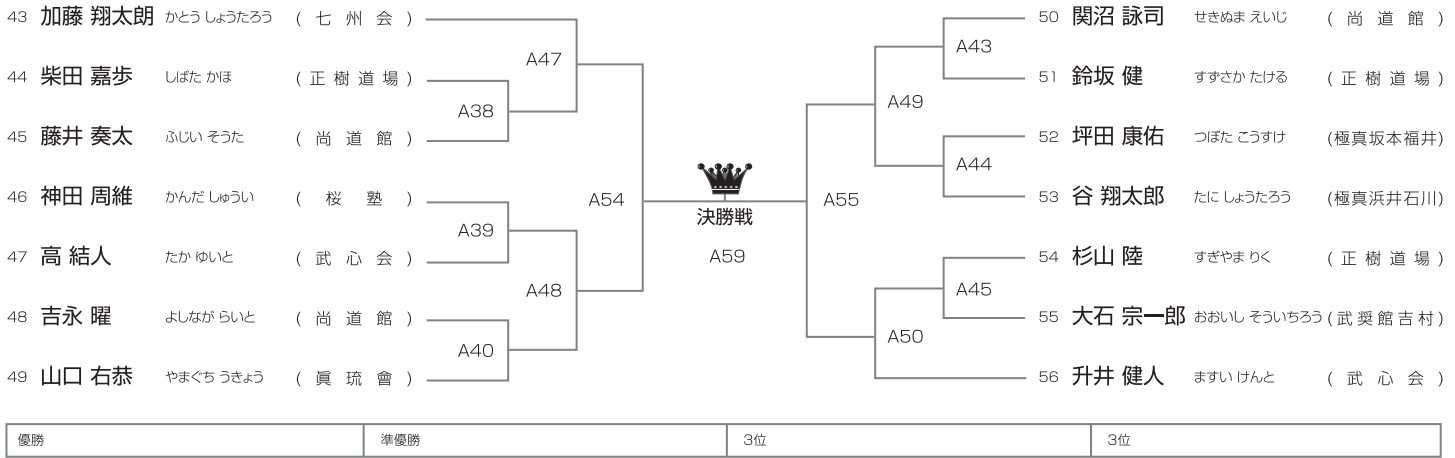 43 加藤 翔太朗 かとう しょうたろう ( 七 州 会 )
44 柴田 嘉歩 しばた かほ ( 正 樹 道 場 )
45 藤井 奏太 ふじい そうた ( 尚 道 館 )
46 神田 周維 かんだ しゅうい ( 桜 塾 )
47 高 結人 たか ゆいと ( 武 心 会 )
48 吉永 曜 よしなが らいと ( 尚 道 館 )
49 山口 右恭 やまぐち うきょう ( 眞 琉 會 )
A47
A38
A39
A48
A40
A54
決勝戦
A59
A55
A43
A49
A44
A45
A50
50 関沼 詠司 せきぬま えいじ ( 尚 道 館 )
51 鈴坂 健 すずさか たける ( 正 樹 道 場 )
52 坪田 康佑 つぼた こうすけ (極真坂本福井)
53 谷 翔太郎 たに しょうたろう (極真浜井石川)
54 杉山 陸 すぎやま りく ( 正 樹 道 場 )
55 大石 宗一郎 おおいし そういちろう ( 武 奨 館 吉 村 )
56 升井 健人 ますい けんと ( 武 心 会 )
優勝
準優勝
3位
3位